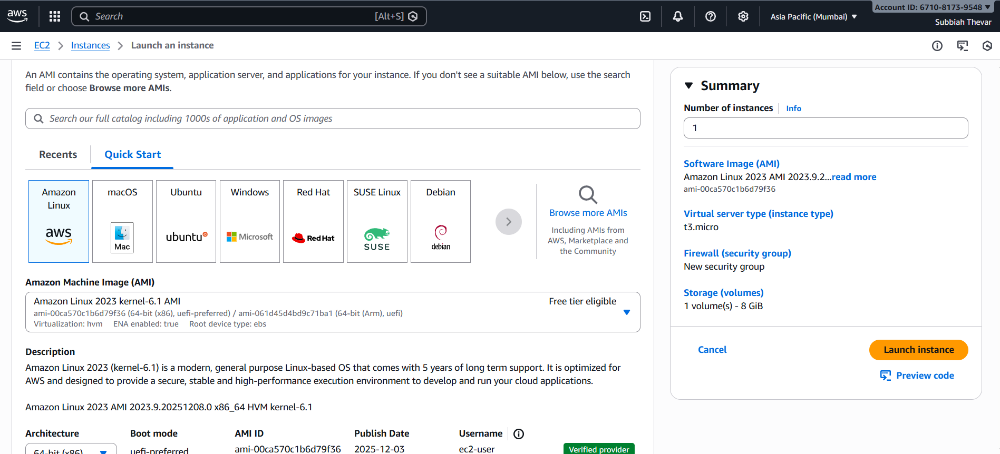 aws
Search
[Alt+S]
Asia Pacific (Mumbai)
Account ID: 6710-8173-9548
Subbiah Thevar
EC2
Instances
Launch an instance
An AMI contains the operating system, application server, and applications for your instance. If you don't see a suitable AMI below, use the search
field or choose Browse more AMIs.
Search our full catalog including 1000s of application and OS images
Recents
Quick Start
Amazon
Linux
aws
macOS
Mac
Ubuntu
ubuntu
Windows
Microsoft
Red Hat
Red Hat
SUSE Linux
SUSE
Debian
debian
Browse more AMIs
Including AMIs from
AWS, Marketplace and
the Community
Amazon Machine Image (AMI)
Amazon Linux 2023 kernel-6.1 AMI
Free tier eligible
ami-00ca570c1b6d79f36 (64-bit (x86), uefi-preferred) / ami-061d45d4bd9c71ba1 (64-bit (Arm), uefi)
Virtualization: hvm ENA enabled: true Root device type: ebs
Description
Amazon Linux 2023 (kernel-6.1) is a modern, general purpose Linux-based OS that comes with 5 years of long term support. It is optimized for
AWS and designed to provide a secure, stable and high-performance execution environment to develop and run your cloud applications.
Amazon Linux 2023 AMI 2023.9.20251208.0 x86_64 HVM kernel-6.1
Architecture
64-bit (x86)
Boot mode
uefi-preferred
AMI ID
ami-00ca570c1b6d79f36
Publish Date
2025-12-03
Username
ec2-user
Verified provider
Summary
Number of instances
Info
1
Software Image (AMI)
Amazon Linux 2023 AMI 2023.9.2...read more
ami-00ca570c1b6d79f36
Virtual server type (instance type)
t3.micro
Firewall (security group)
New security group
Storage (volumes)
1 volume(s) - 8 GiB
Cancel
Launch instance
Preview code